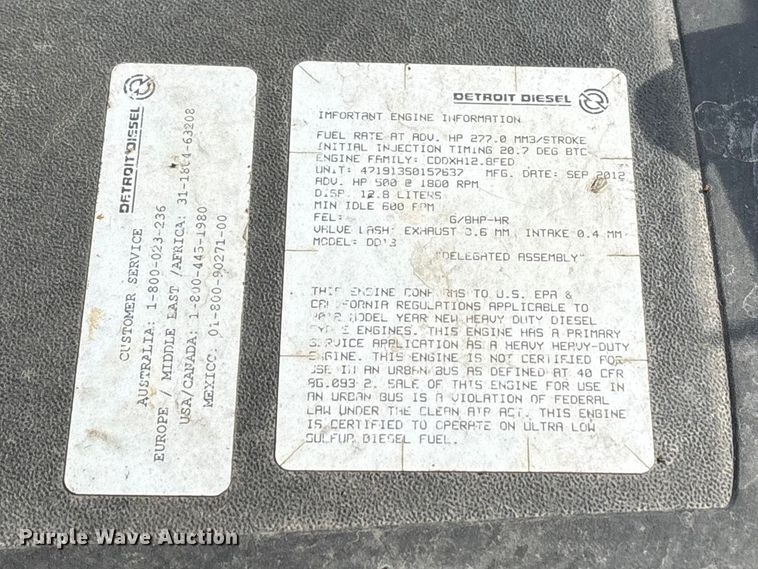 DETROIT DIESEL
CUSTOMER SERVICE
AUSTRALIA: 1-800-023-236
EUROPE / MIDDLE EAST /AFRICA: 31-1804-63208
USA/CANADA: 1-800-445-1980
MEXICO: 01-800-90271-00
DETROIT DIESEL
IMPORTANT ENGINE INFORMATION
FUEL RATE AT ADV. HP 277.0 MM3/STROKE
INITIAL INJECTION TIMING 20.7 DEG BTC
ENGINE FAMILY: CDDXH12.8FED
UNIT: 471913S0157637 MFG. DATE: SEP 2012
ADV. HP 500 @ 1800 RPM
DISP. 12.8 LITERS
MIN IDLE 600 RPM
FEL: G/BHP-HR
VALVE LASH: EXHAUST 0.6 MM, INTAKE 0.4 MM
MODEL: DD13
"DELEGATED ASSEMBLY"
THIS ENGINE CONFORMS TO U.S. EPA &
CALIFORNIA REGULATIONS APPLICABLE TO
2012 MODEL YEAR NEW HEAVY DUTY DIESEL
CYCLE ENGINES. THIS ENGINE HAS A PRIMARY
SERVICE APPLICATION AS A HEAVY HEAVY-DUTY
ENGINE. THIS ENGINE IS NOT CERTIFIED FOR
USE IN AN URBAN BUS AS DEFINED AT 40 CFR
86.093-2. SALE OF THIS ENGINE FOR USE IN
AN URBAN BUS IS A VIOLATION OF FEDERAL
LAW UNDER THE CLEAN AIR ACT. THIS ENGINE
IS CERTIFIED TO OPERATE ON ULTRA LOW
SULFUR DIESEL FUEL.
Purple Wave Auction